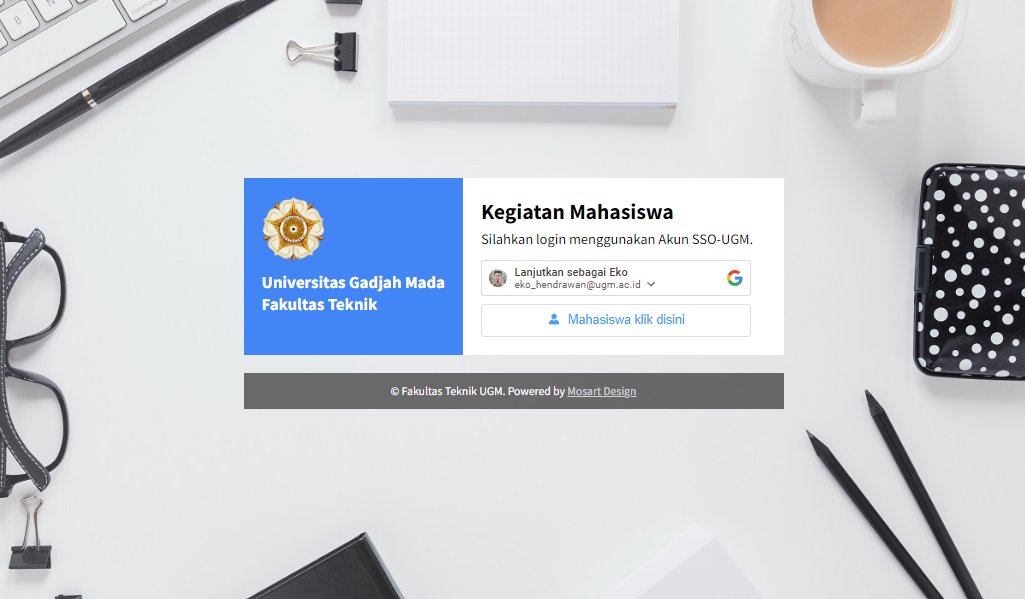 B
N
Universitas Gadjah Mada
Fakultas Teknik
Kegiatan Mahasiswa
Silahkan login menggunakan Akun SSO-UGM.
Lanjutkan sebagai Eko
eko_hendrawan@ugm.ac.id
Mahasiswa klik disini
© Fakultas Teknik UGM. Powered by Mosart Design